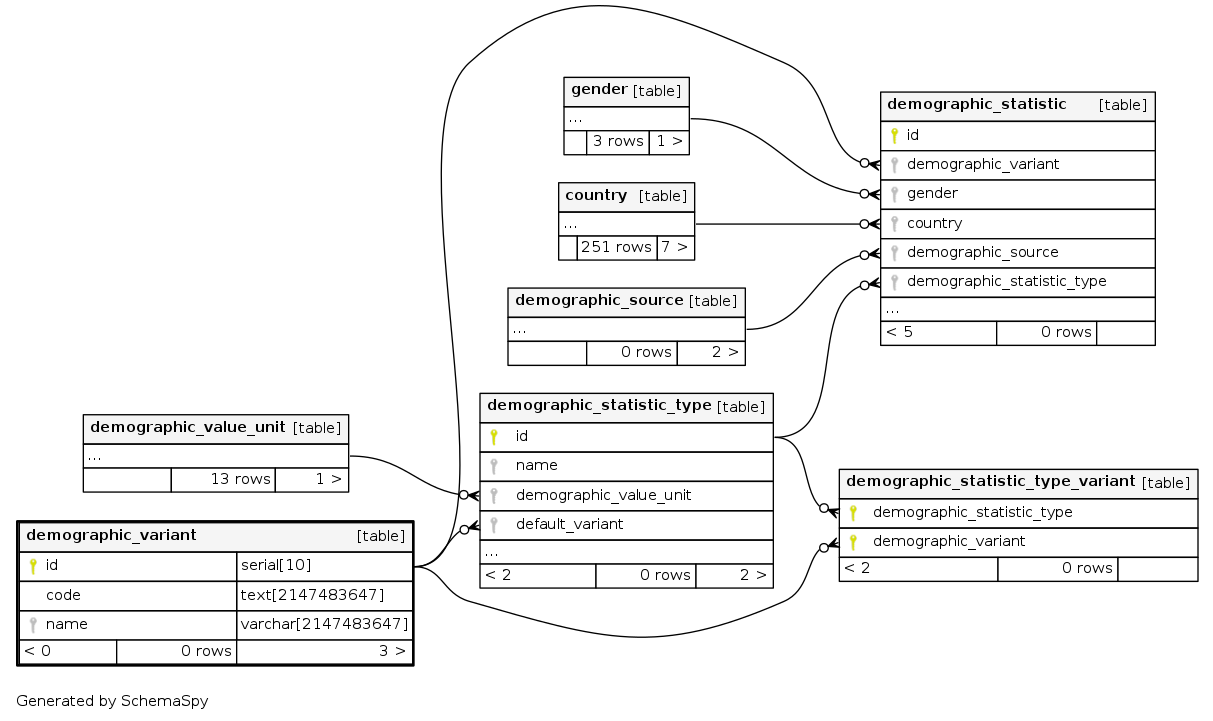 gender [table]
...
3 rows 1 >
demographic_statistic [table]
id
demographic_variant
gender
country
demographic_source
demographic_statistic_type
...
< 5 0 rows
country [table]
...
251 rows 7 >
demographic_source [table]
...
0 rows 2 >
demographic_statistic_type [table]
id
name
demographic_value_unit
default_variant
...
< 2 0 rows 2 >
demographic_value_unit [table]
...
13 rows 1 >
demographic_statistic_type_variant [table]
demographic_statistic_type
demographic_variant
< 2 0 rows
demographic_variant [table]
id serial[10]
code text[2147483647]
name varchar[2147483647]
< 0 0 rows 3 >
Generated by SchemaSpy